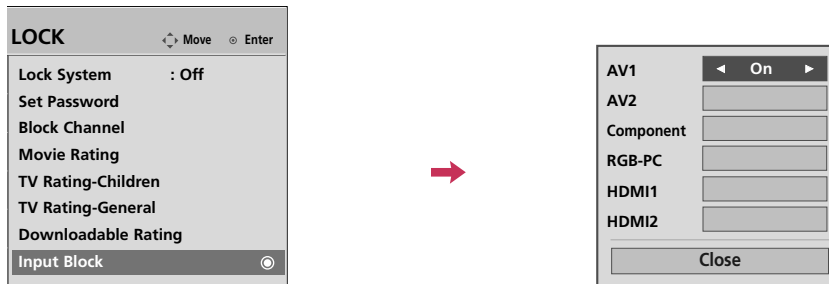 LOCK Move Enter
Lock System : Off
Set Password
Block Channel
Movie Rating
TV Rating-Children
TV Rating-General
Downloadable Rating
Input Block
AV1 ◄ On ►
AV2
Component
RGB-PC
HDMI1
HDMI2
Close